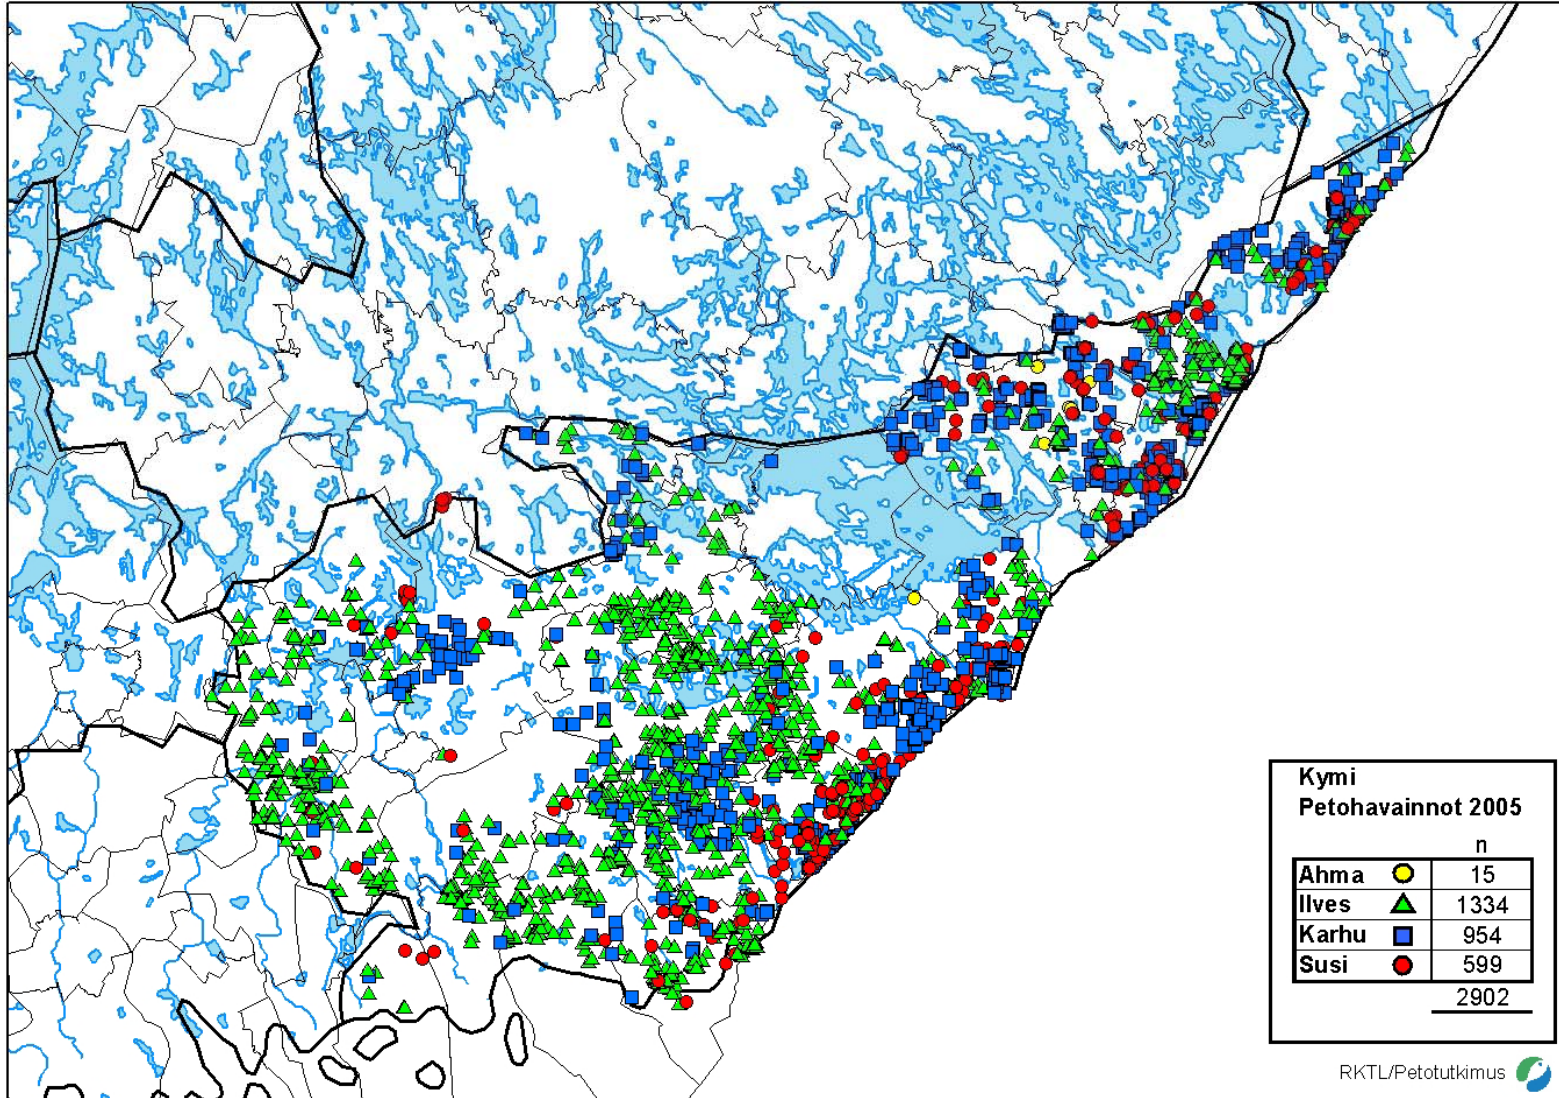 Kymi
Petohavainnot 2005
n
Ahma 15
Ilves 1334
Karhu 954
Susi 599
2902
RKTL/Petotutkimus